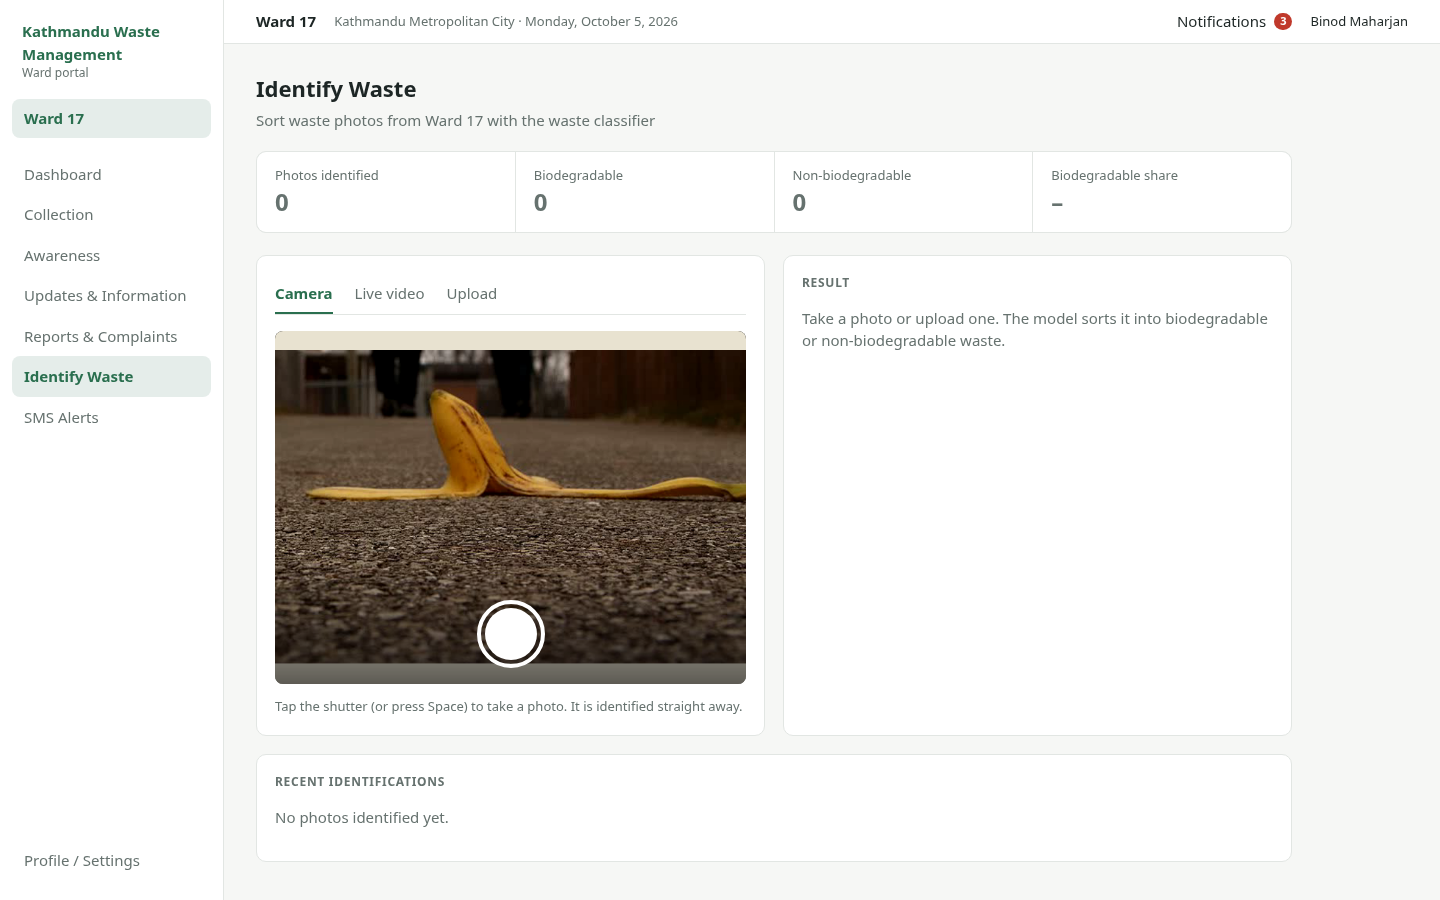 Kathmandu Waste
Management
Ward portal
Ward 17
Dashboard
Collection
Awareness
Updates & Information
Reports & Complaints
Identify Waste
SMS Alerts
Profile / Settings
Ward 17 Kathmandu Metropolitan City · Monday, October 5, 2026 Notifications 3 Binod Maharjan
Identify Waste
Sort waste photos from Ward 17 with the waste classifier
Photos identified
0
Biodegradable
0
Non-biodegradable
0
Biodegradable share
–
Camera Live video Upload
Tap the shutter (or press Space) to take a photo. It is identified straight away.
RESULT
Take a photo or upload one. The model sorts it into biodegradable
or non-biodegradable waste.
RECENT IDENTIFICATIONS
No photos identified yet.